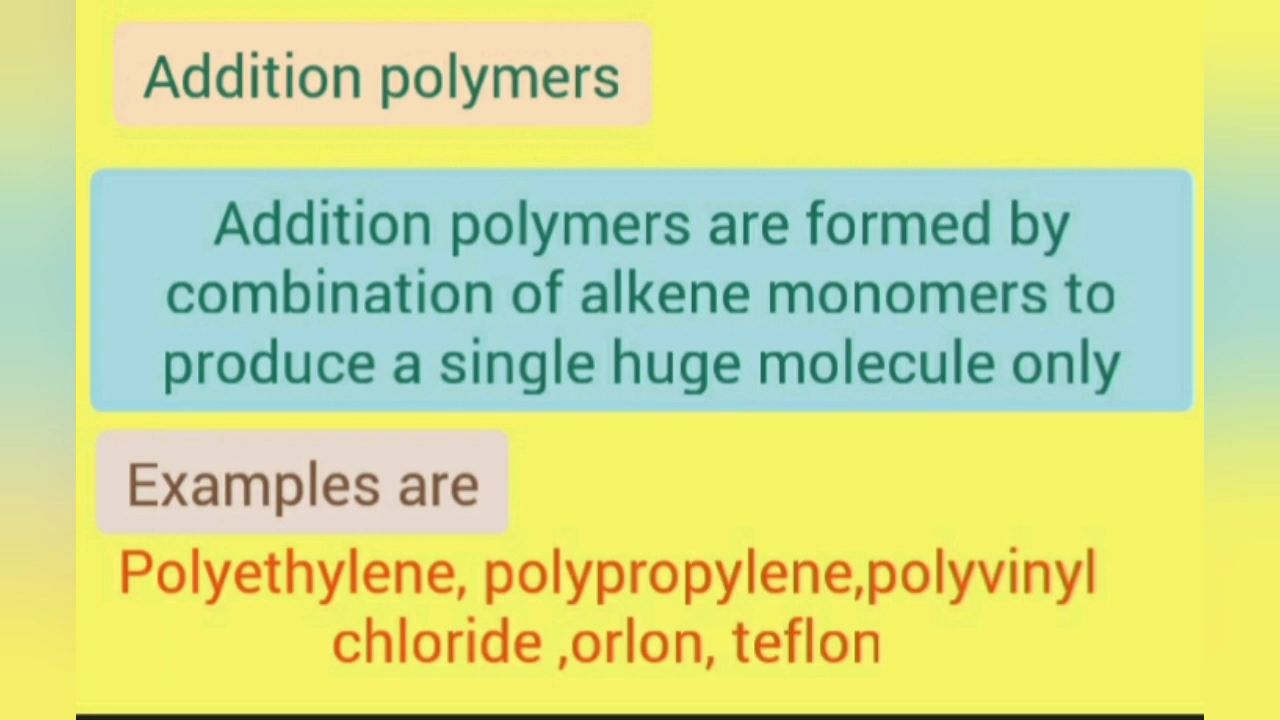 Addition polymers
Addition polymers are formed by
combination of alkene monomers to
produce a single huge molecule only
Examples are
Polyethylene, polypropylene,polyvinyl
chloride ,orlon, teflon